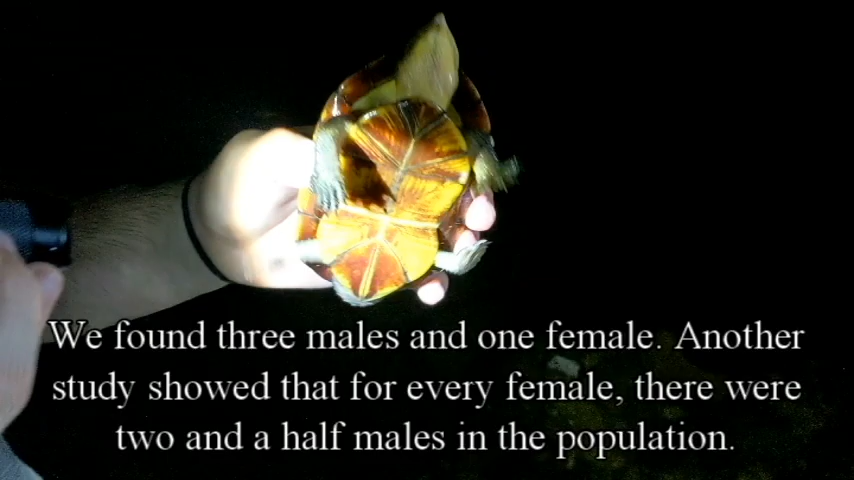 We found three males and one female. Another
study showed that for every female, there were
two and a half males in the population.